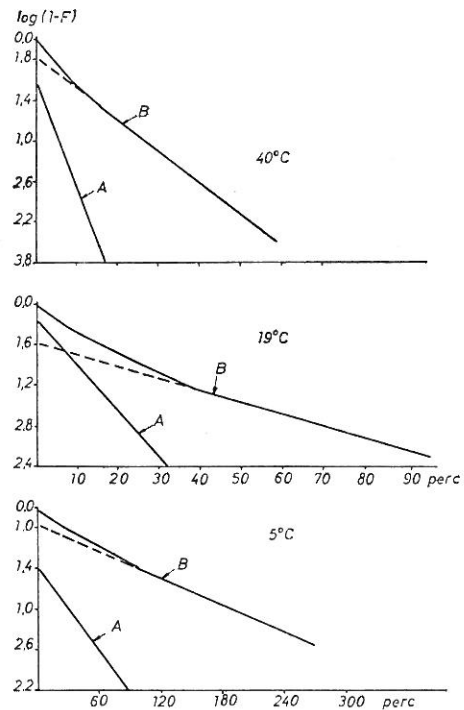 log (1-F)
0,0
1,8
1,4
1,0
2,6
2,2
3,8
B
A
40°C
0,0
1,6
1,2
2,8
2,4
B
A
19°C
10 20 30 40 50 60 70 80 90 perc
0,0
1,0
1,4
1,0
2,6
2,2
B
A
5°C
60 120 180 240 300 perc